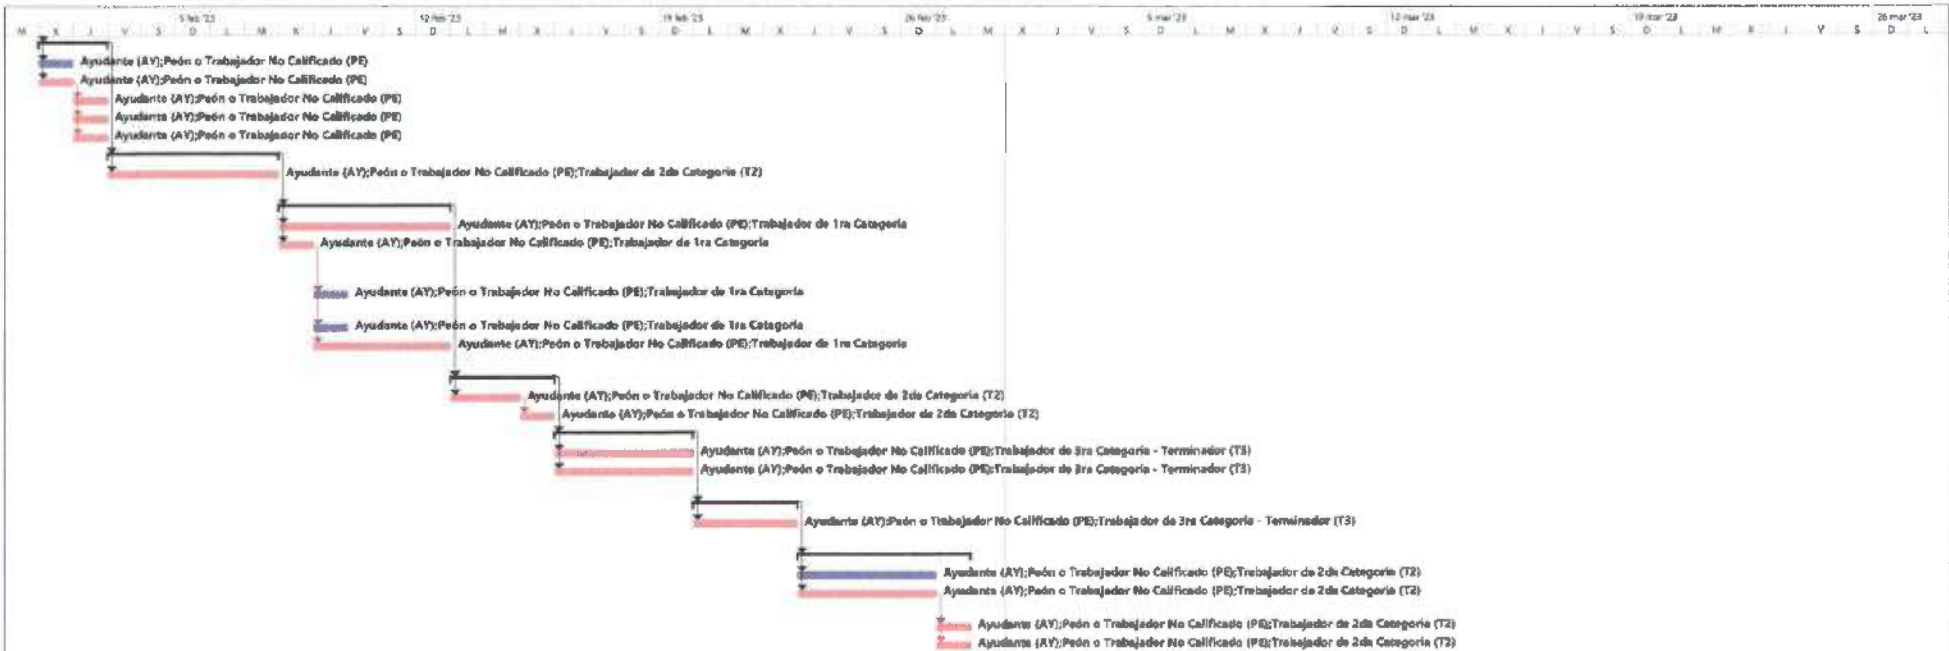 5 feb '23 12 feb '23 19 feb '23 26 feb '23 5 mar '23 12 mar '23 19 mar '23 26 mar '23
M X J V S D L M X J V S D L M X J V S D L M X J V S D L M X J V S D L M X J V S D L M X J V S D L M X J V S D L
Ayudante (AY);Peón o Trabajador No Calificado (PE)
Ayudante (AY);Peón o Trabajador No Calificado (PE)
Ayudante (AY);Peón o Trabajador No Calificado (PE)
Ayudante (AY);Peón o Trabajador No Calificado (PE)
Ayudante (AY);Peón o Trabajador No Calificado (PE)
Ayudante (AY);Peón o Trabajador No Calificado (PE);Trabajador de 2da Categoria (T2)
Ayudante (AY);Peón o Trabajador No Calificado (PE);Trabajador de 1ra Categoria
Ayudante (AY);Peón o Trabajador No Calificado (PE);Trabajador de 1ra Categoria
Ayudante (AY);Peón o Trabajador No Calificado (PE);Trabajador de 1ra Categoria
Ayudante (AY);Peón o Trabajador No Calificado (PE);Trabajador de 1ra Categoria
Ayudante (AY);Peón o Trabajador No Calificado (PE);Trabajador de 1ra Categoria
Ayudante (AY);Peón o Trabajador No Calificado (PE);Trabajador de 2da Categoria (T2)
Ayudante (AY);Peón o Trabajador No Calificado (PE);Trabajador de 2da Categoria (T2)
Ayudante (AY);Peón o Trabajador No Calificado (PE);Trabajador de 3ra Categoria - Terminador (T3)
Ayudante (AY);Peón o Trabajador No Calificado (PE);Trabajador de 3ra Categoria - Terminador (T3)
Ayudante (AY);Peón o Trabajador No Calificado (PE);Trabajador de 3ra Categoria - Terminador (T3)
Ayudante (AY);Peón o Trabajador No Calificado (PE);Trabajador de 2da Categoria (T2)
Ayudante (AY);Peón o Trabajador No Calificado (PE);Trabajador de 2da Categoria (T2)
Ayudante (AY);Peón o Trabajador No Calificado (PE);Trabajador de 2da Categoria (T2)
Ayudante (AY);Peón o Trabajador No Calificado (PE);Trabajador de 2da Categoria (T2)